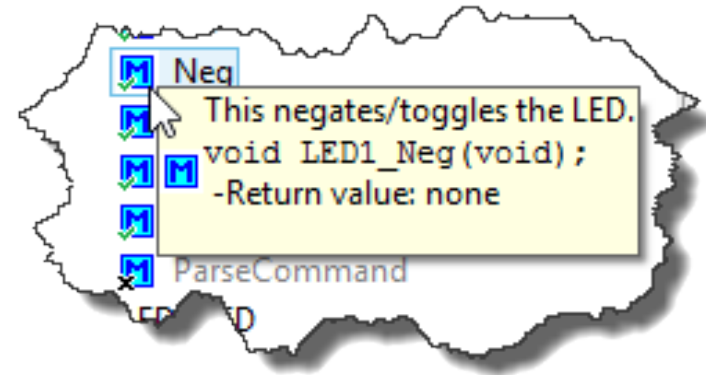 Neg
This negates/toggles the LED.
void LED1_Neg(void);
-Return value: none
ParseCommand